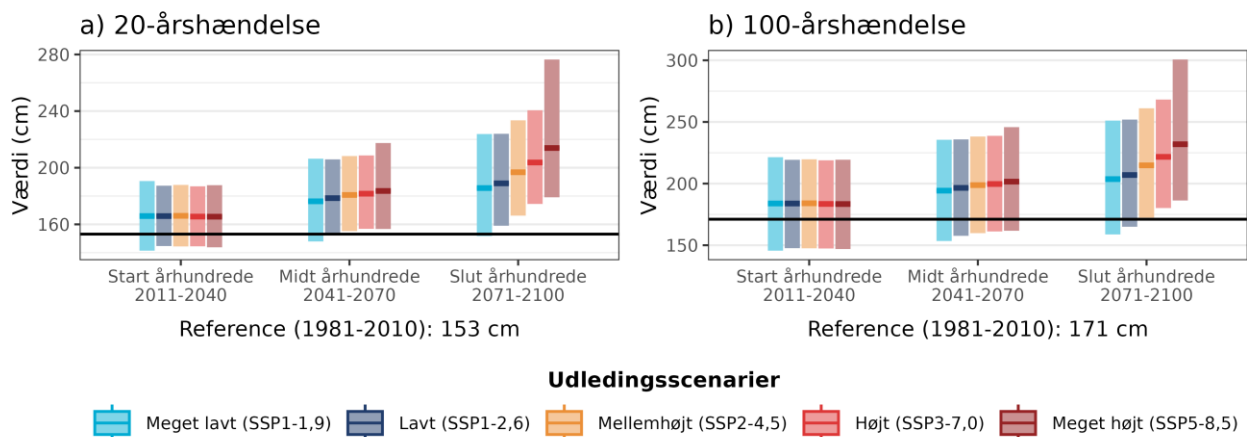 a) 20-årshændelse
Værdi (cm)
280
240
200
160
Start århundrede
2011-2040
Midt århundrede
2041-2070
Slut århundrede
2071-2100
Reference (1981-2010): 153 cm
b) 100-årshændelse
Værdi (cm)
300
250
200
150
Start århundrede
2011-2040
Midt århundrede
2041-2070
Slut århundrede
2071-2100
Reference (1981-2010): 171 cm
Udledingsscenarier
Meget lavt (SSP1-1,9)
Lavt (SSP1-2,6)
Mellemhøjt (SSP2-4,5)
Højt (SSP3-7,0)
Meget højt (SSP5-8,5)